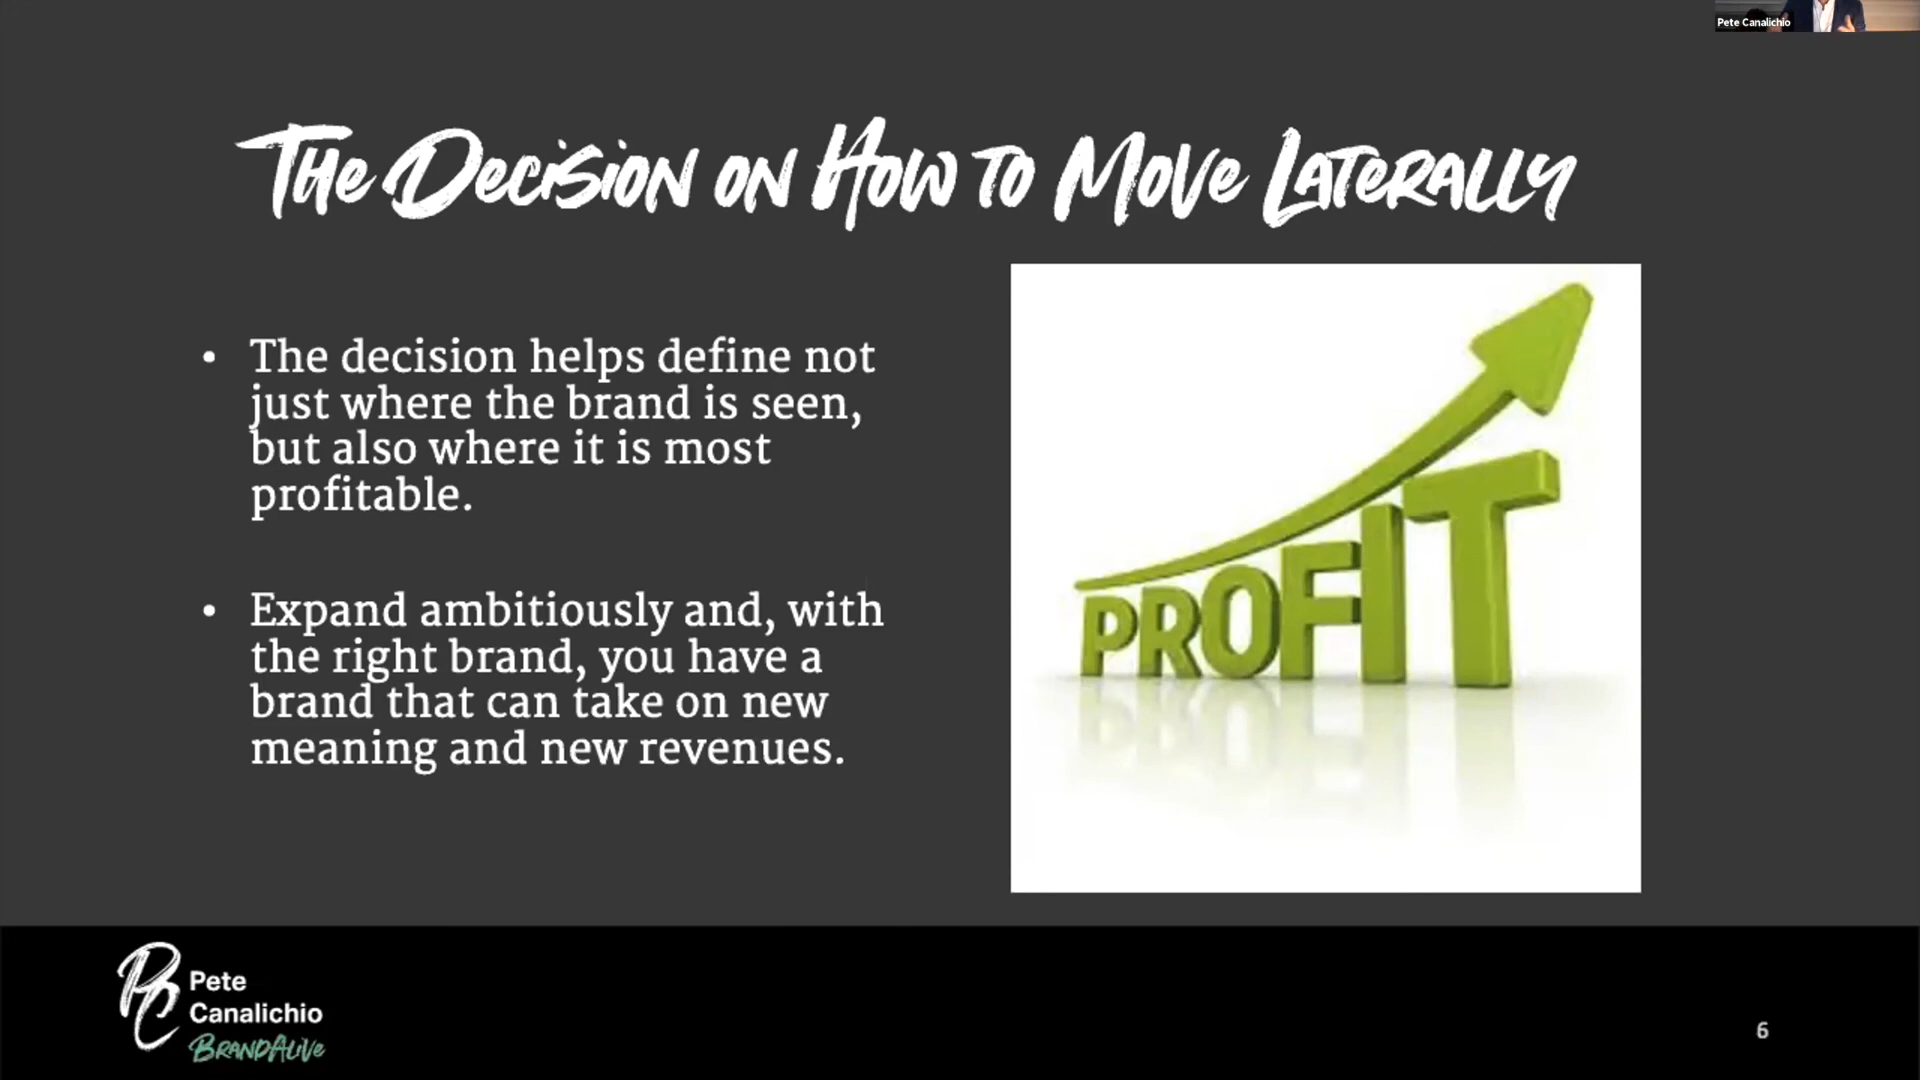 Pete Canalichio
The Decision on How to Move Laterally
• The decision helps define not
just where the brand is seen,
but also where it is most
profitable.
• Expand ambitiously and, with
the right brand, you have a
brand that can take on new
meaning and new revenues.
PROFIT
PC
Pete
Canalichio
BrandAlive
6